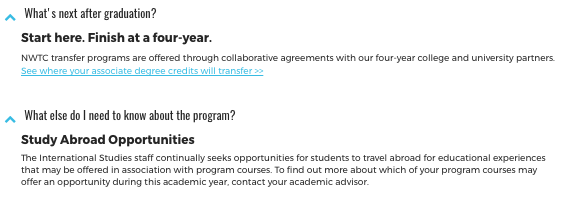 What's next after graduation?
Start here. Finish at a four-year.
NWTC transfer programs are offered through collaborative agreements with our four-year college and university partners.
See where your associate degree credits will transfer >>
What else do I need to know about the program?
Study Abroad Opportunities
The International Studies staff continually seeks opportunities for students to travel abroad for educational experiences
that may be offered in association with program courses. To find out more about which of your program courses may
offer an opportunity during this academic year, contact your academic advisor.